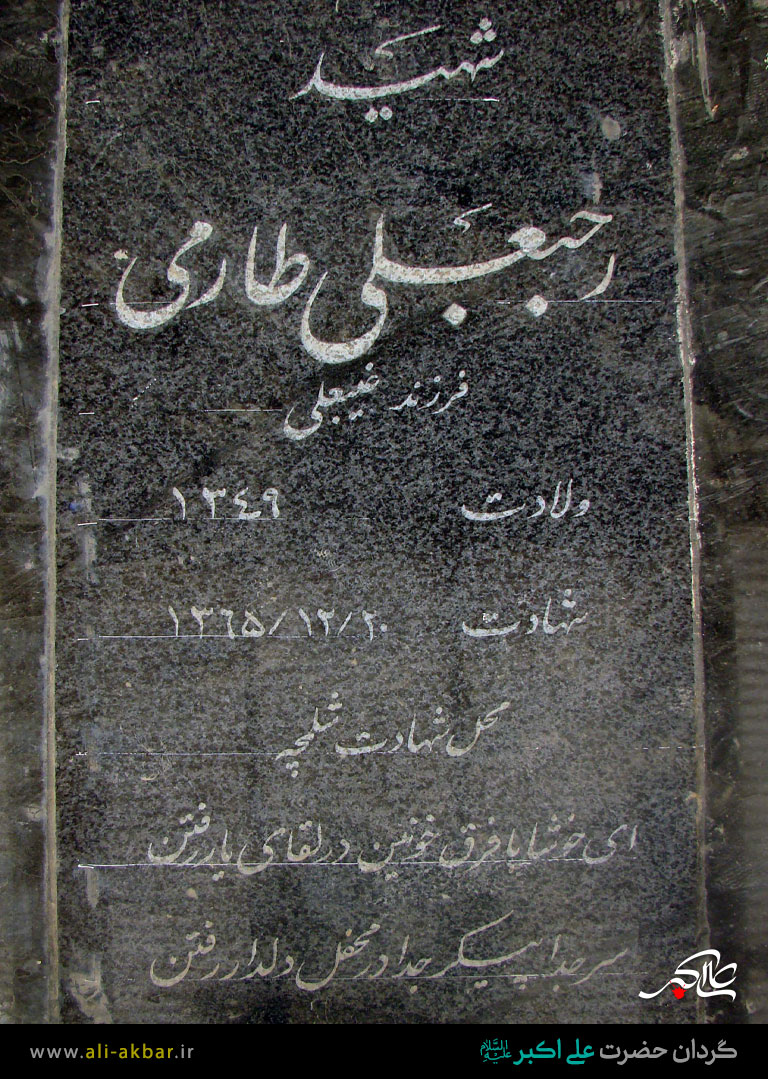 شهید
رجبعلی طارمی
فرزند غیبعلی
ولادت ۱۳۴۹
شهادت ۱۳۶۵/۱۲/۲۰
محل شهادت شلمچه
ای خوشا با فرق خونین در لقای یار رفتن
سر جدا پیکر جدا در محفل دلدار رفتن
علی اکبر
www.ali-akbar.ir گردان حضرت علی اکبر علیه السلام